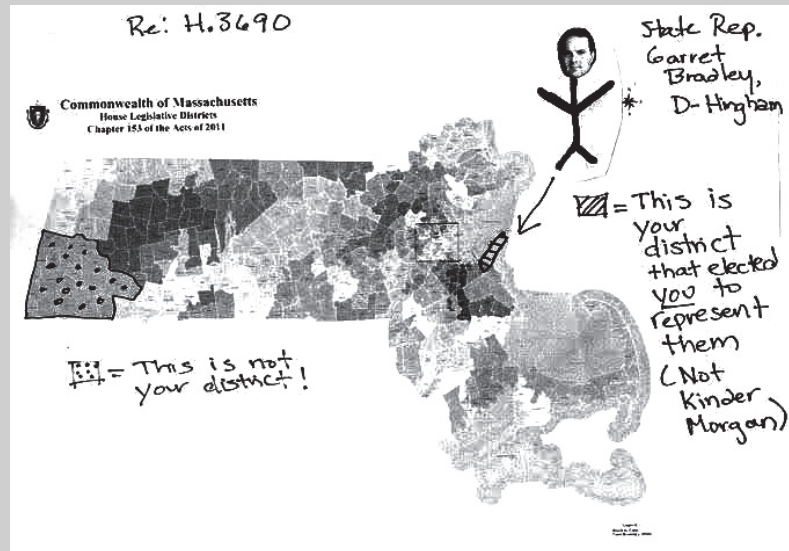 Re: H.3690
State Rep.
Garret
Bradley,
D-Hingham
Commonwealth of Massachusetts
House Legislative Districts
Chapter 153 of the Acts of 2011
= This is
your
district
that elected
you to
represent
them
(Not
Kinder
Morgan)
= This is not
your district!